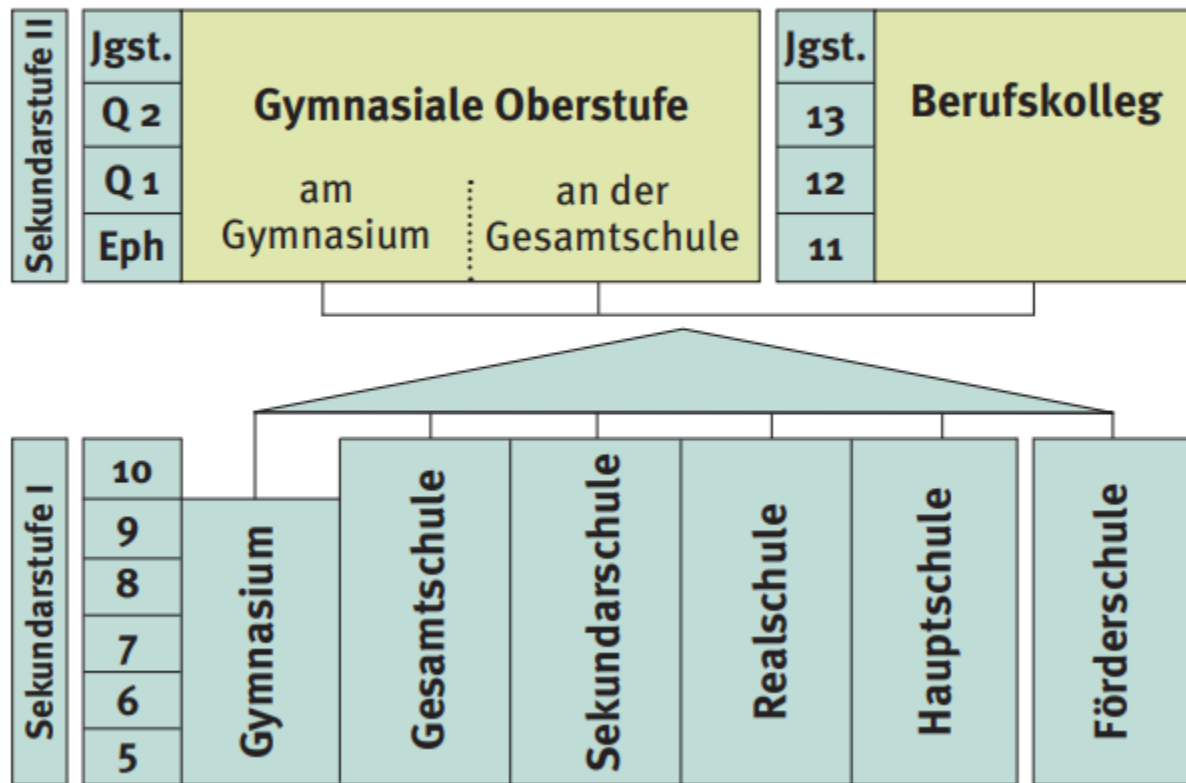 Sekundarstufe II
Jgst.
Q 2
Q 1
Eph
Gymnasiale Oberstufe
am
Gymnasium
an der
Gesamtschule
Jgst.
13
12
11
Berufskolleg
Sekundarstufe I
10
9
8
7
6
5
Gymnasium
Gesamtschule
Sekundarschule
Realschule
Hauptschule
Förderschule